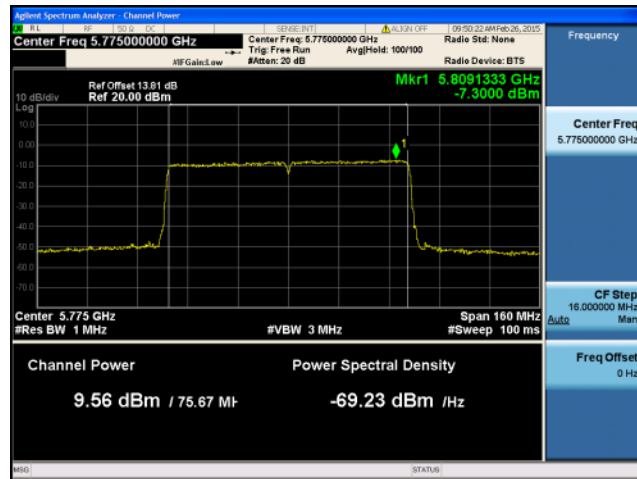 Agilent Spectrum Analyzer - Channel Power
RL RF 50 Ω DC SENSE:INT ALIGN OFF 09:50:22 AM Feb 26, 2015
Center Freq 5.775000000 GHz
Center Freq: 5.775000000 GHz
Radio Std: None
Trig: Free Run Avg|Hold: 100/100
#IFGain:Low #Atten: 20 dB Radio Device: BTS
Frequency
Mkr1 5.8091333 GHz
-7.3000 dBm
Ref Offset 13.81 dB
10 dB/div Ref 20.00 dBm
Log
10.0
0.00
-10.0
-20.0
-30.0
-40.0
-50.0
-60.0
-70.0
1
Center Freq
5.775000000 GHz
Center 5.775 GHz Span 160 MHz
#Res BW 1 MHz #VBW 3 MHz #Sweep 100 ms
CF Step
16.000000 MHz
Auto Man
Channel Power Power Spectral Density
9.56 dBm / 75.67 MH -69.23 dBm /Hz
Freq Offset
0 Hz
MSG STATUS